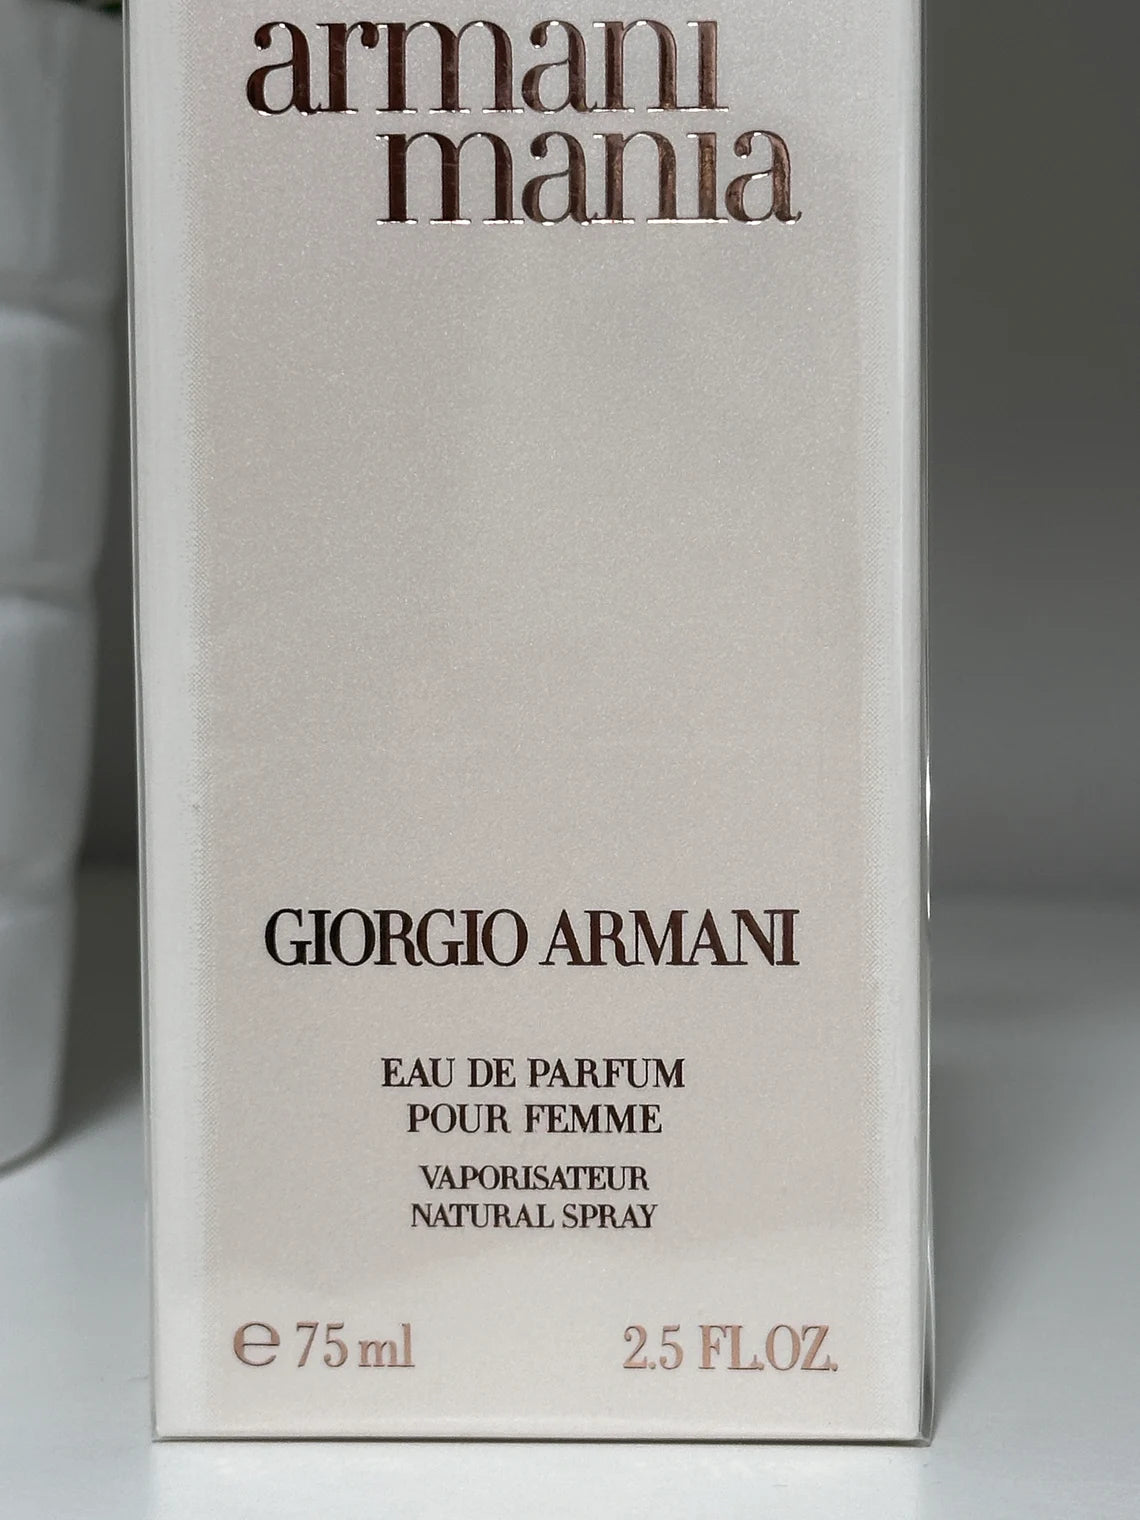 armani
mania
GIORGIO ARMANI
EAU DE PARFUM
POUR FEMME
VAPORISATEUR
NATURAL SPRAY
℮ 75 ml 2.5 FL.OZ.